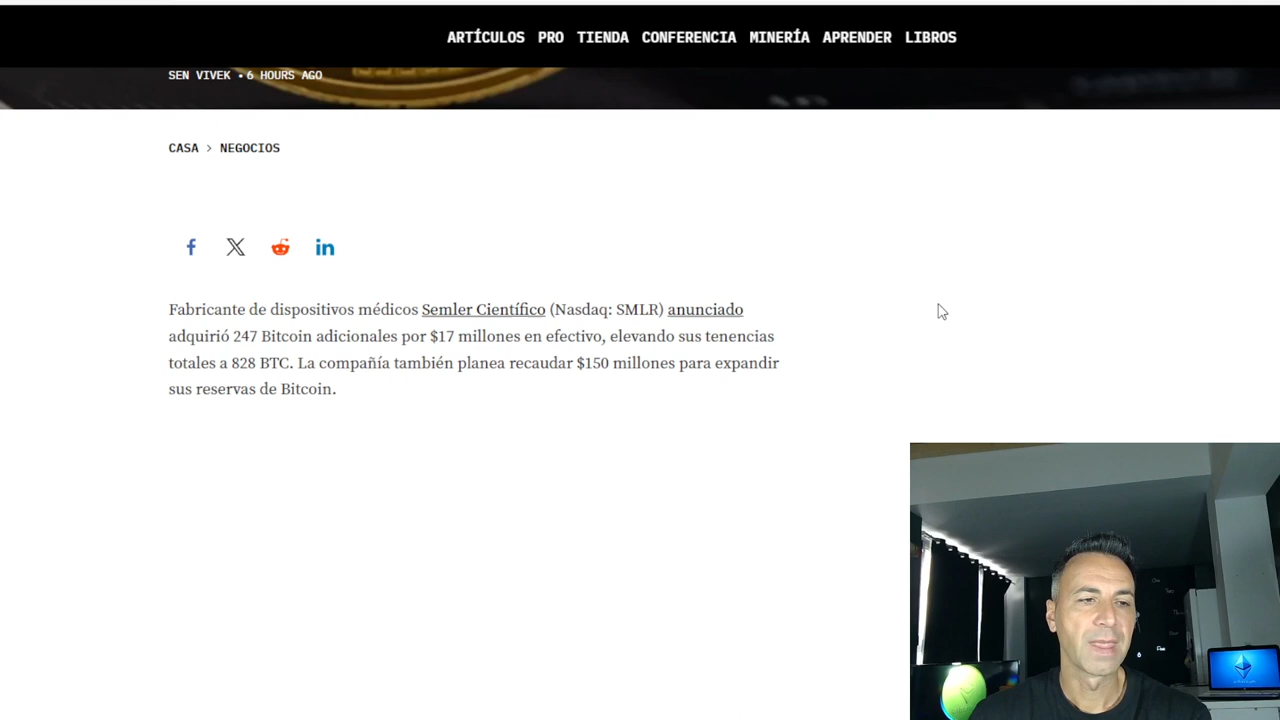 ARTÍCULOS PRO TIENDA CONFERENCIA MINERÍA APRENDER LIBROS
SEN VIVEK • 6 HOURS AGO
CASA > NEGOCIOS
Fabricante de dispositivos médicos Semler Científico (Nasdaq: SMLR) anunciado
adquirió 247 Bitcoin adicionales por $17 millones en efectivo, elevando sus tenencias
totales a 828 BTC. La compañía también planea recaudar $150 millones para expandir
sus reservas de Bitcoin.